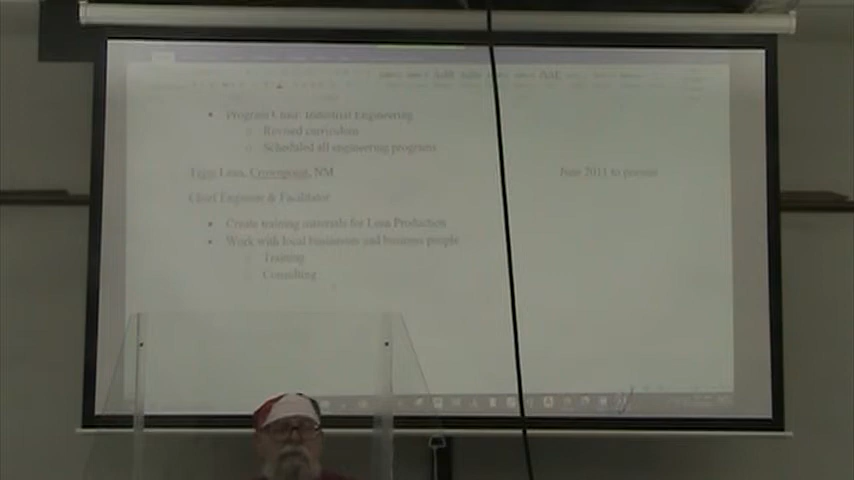 • Program Chair Industrial Engineering
○ Revised curriculum
○ Scheduled all engineering programs
Lean, Crownpoint, NM June 2011 to present
Chief Engineer & Facilitator
• Create training materials for Lean Production
• Work with local businesses and business people
○ Training
○ Consulting